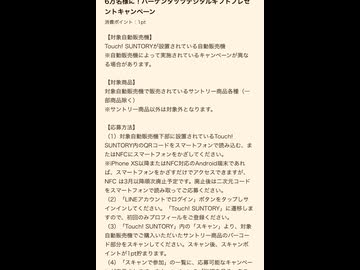 6万名様に！ハーゲンダッツデジタルギフトプレゼ
ントキャンペーン
消費ポイント：1pt
【対象自動販売機】
Touch! SUNTORYが設置されている自動販売機
※自動販売機によって実施されているキャンペーンが異な
る場合があります。
【対象商品】
対象自動販売機で販売されているサントリー商品各種（一
部商品除く）
※サントリー商品以外は対象外となります。
【応募方法】
（1）対象自動販売機下部に設置されているTouch!
SUNTORY内のQRコードをスマートフォンで読み込む、ま
たはNFCにスマートフォンをかざしてください。
※iPhone XS以降またはNFC対応のAndroid端末であれ
ば、スマートフォンをかざすだけでアクセスできますが、
NFC は3月以降順次廃止予定です。廃止後は二次元コード
をスマートフォンで読み取ってご応募ください。
（2）「LINEアカウントでログイン」ボタンをタップしサ
インインしてください。「Touch! SUNTORY」に遷移しま
すので、初回のみプロフィールをご登録ください。
（3）「Touch! SUNTORY」内の「スキャン」より、対象
自動販売機でご購入いただいたサントリー商品のバーコー
ド部分をスキャンしてください。スキャン後、スキャンポ
イントが1pt貯まります。
（4）「スキャンで参加」の一覧に、応募可能なキャンペー